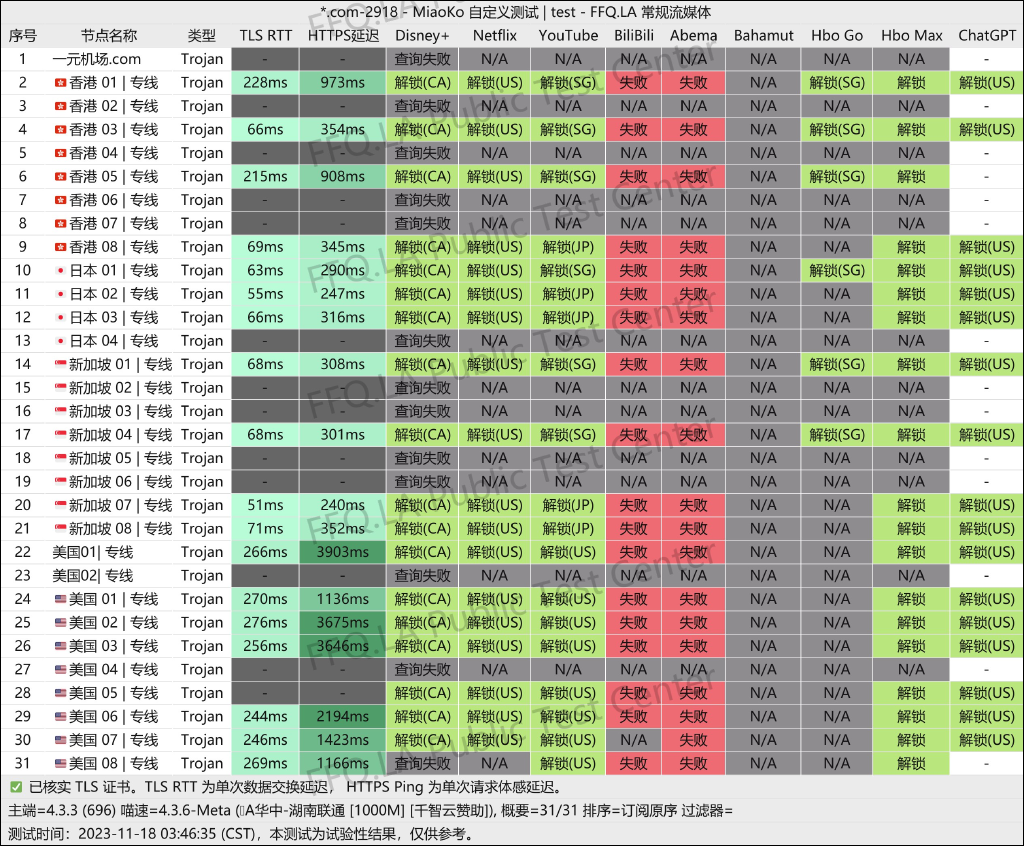 *.com-2918 - MiaoKo 自定义测试 | test - FFQ.LA 常规流媒体
序号 节点名称 类型 TLS RTT HTTPS延迟 Disney+ Netflix YouTube BiliBili Abema Bahamut Hbo Go Hbo Max ChatGPT
1 一元机场.com Trojan - - 查询失败 N/A N/A N/A N/A N/A N/A N/A -
2 香港 01 | 专线 Trojan 228ms 973ms 解锁(CA) 解锁(US) 解锁(SG) 失败 失败 N/A 解锁(SG) 解锁 解锁(US)
3 香港 02 | 专线 Trojan - - 查询失败 N/A N/A N/A N/A N/A N/A N/A -
4 香港 03 | 专线 Trojan 66ms 354ms 解锁(CA) 解锁(US) 解锁(SG) 失败 失败 N/A 解锁(SG) 解锁 解锁(US)
5 香港 04 | 专线 Trojan - - 查询失败 N/A N/A N/A N/A N/A N/A N/A -
6 香港 05 | 专线 Trojan 215ms 908ms 解锁(CA) 解锁(US) 解锁(SG) 失败 失败 N/A 解锁(SG) 解锁 -
7 香港 06 | 专线 Trojan - - 查询失败 N/A N/A N/A N/A N/A N/A N/A -
8 香港 07 | 专线 Trojan - - 查询失败 N/A N/A N/A N/A N/A N/A N/A -
9 香港 08 | 专线 Trojan 69ms 345ms 解锁(CA) 解锁(US) 解锁(JP) 失败 失败 N/A N/A 解锁 解锁(US)
10 日本 01 | 专线 Trojan 63ms 290ms 解锁(CA) 解锁(US) 解锁(SG) 失败 失败 N/A 解锁(SG) 解锁 解锁(US)
11 日本 02 | 专线 Trojan 55ms 247ms 解锁(CA) 解锁(US) 解锁(JP) 失败 失败 N/A N/A 解锁 解锁(US)
12 日本 03 | 专线 Trojan 66ms 316ms 解锁(CA) 解锁(US) 解锁(JP) 失败 失败 N/A N/A 解锁 解锁(US)
13 日本 04 | 专线 Trojan - - 查询失败 N/A N/A N/A N/A N/A N/A N/A -
14 新加坡 01 | 专线 Trojan 68ms 308ms 解锁(CA) 解锁(US) 解锁(SG) 失败 失败 N/A 解锁(SG) 解锁 解锁(US)
15 新加坡 02 | 专线 Trojan - - 查询失败 N/A N/A N/A N/A N/A N/A N/A -
16 新加坡 03 | 专线 Trojan - - 查询失败 N/A N/A N/A N/A N/A N/A N/A -
17 新加坡 04 | 专线 Trojan 68ms 301ms 解锁(CA) 解锁(US) 解锁(SG) 失败 失败 N/A 解锁(SG) 解锁 解锁(US)
18 新加坡 05 | 专线 Trojan - - 查询失败 N/A N/A N/A N/A N/A N/A N/A -
19 新加坡 06 | 专线 Trojan - - 查询失败 N/A N/A N/A N/A N/A N/A N/A -
20 新加坡 07 | 专线 Trojan 51ms 240ms 解锁(CA) 解锁(US) 解锁(JP) 失败 失败 N/A N/A 解锁 解锁(US)
21 新加坡 08 | 专线 Trojan 71ms 352ms 解锁(CA) 解锁(US) 解锁(JP) 失败 失败 N/A N/A 解锁 解锁(US)
22 美国01| 专线 Trojan 266ms 3903ms 解锁(CA) 解锁(US) 解锁(US) 失败 失败 N/A N/A 解锁 解锁(US)
23 美国02| 专线 Trojan - - 查询失败 N/A N/A N/A N/A N/A N/A N/A -
24 美国 01 | 专线 Trojan 270ms 1136ms 解锁(CA) 解锁(US) 解锁(US) 失败 失败 N/A N/A 解锁 解锁(US)
25 美国 02 | 专线 Trojan 276ms 3675ms 解锁(CA) 解锁(US) 解锁(US) 失败 失败 N/A N/A 解锁 解锁(US)
26 美国 03 | 专线 Trojan 256ms 3646ms 解锁(CA) 解锁(US) 解锁(US) 失败 失败 N/A N/A 解锁 解锁(US)
27 美国 04 | 专线 Trojan - - 查询失败 N/A N/A N/A N/A N/A N/A N/A -
28 美国 05 | 专线 Trojan - - 解锁(CA) 解锁(US) 解锁(US) 失败 失败 N/A N/A 解锁 解锁(US)
29 美国 06 | 专线 Trojan 244ms 2194ms 解锁(CA) 解锁(US) 解锁(US) 失败 失败 N/A N/A 解锁 解锁(US)
30 美国 07 | 专线 Trojan 246ms 1423ms 解锁(CA) 解锁(US) 解锁(US) N/A 失败 N/A N/A 解锁 解锁(US)
31 美国 08 | 专线 Trojan 269ms 1166ms 查询失败 N/A 解锁(US) 失败 失败 N/A N/A 解锁 -
✅ 已核实 TLS 证书。TLS RTT 为单次数据交换延迟， HTTPS Ping 为单次请求体感延迟。
主端=4.3.3 (696) 喵速=4.3.6-Meta (A华中-湖南联通 [1000M] [千智云赞助]), 概要=31/31 排序=订阅原序 过滤器=
测试时间：2023-11-18 03:46:35 (CST)，本测试为试验性结果，仅供参考。
FFQ.LA Public Test Center
FFQ.LA Public Test Center
FFQ.LA Public Test Center
FFQ.LA Public Test Center
FFQ.LA Public Test Center
FFQ.LA Public Test Center
FFQ.LA Public Test Center